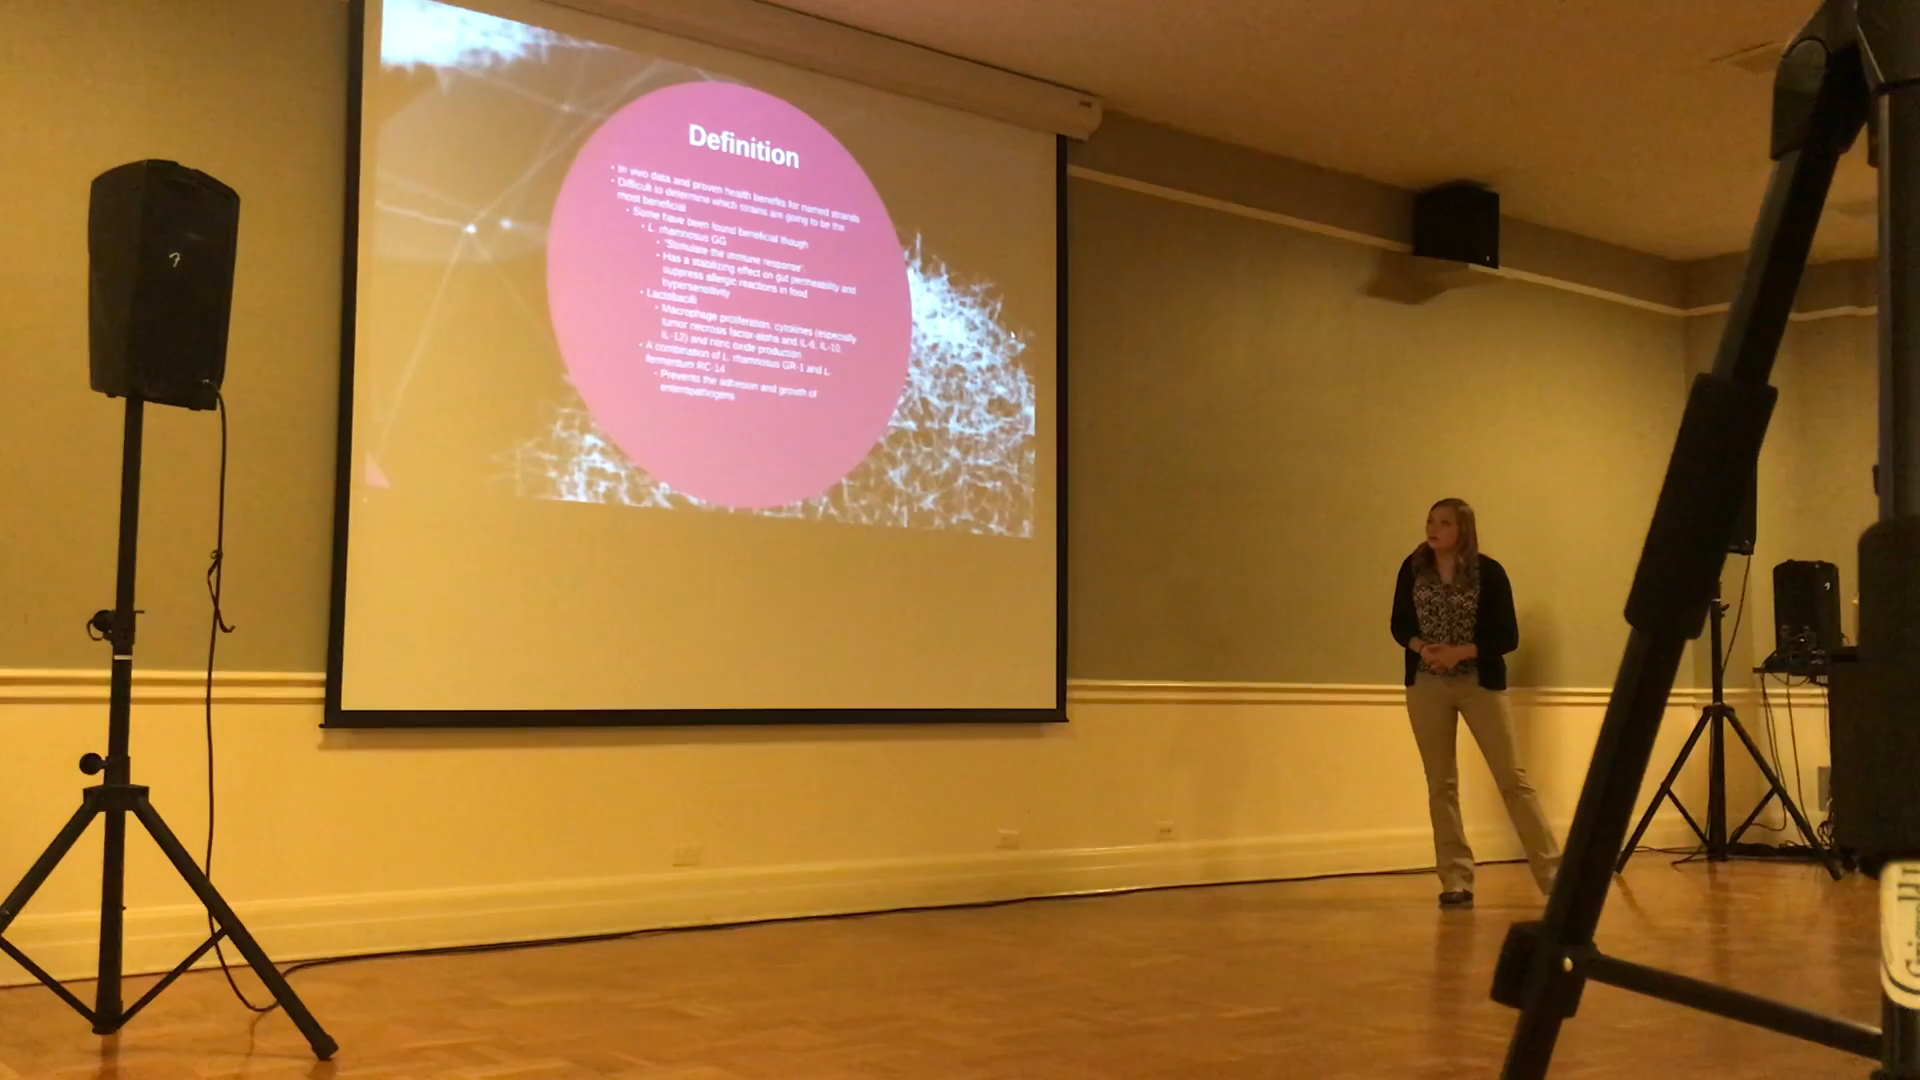 Definition
• In vivo data and proven health benefits for named strands
• Difficult to determine which strains are going to be the
most beneficial
• Some have been found beneficial though
• L. rhamnosus GG
• "Stimulate the immune response"
• Has a stabilizing effect on gut permeability and
suppress allergic reactions in food
hypersensitivity
• Lactobacilli
• Macrophage proliferation, cytokines (especially
tumor necrosis factor-alpha and IL-6, IL-10,
IL-12) and nitric oxide production
• A combination of L. rhamnosus GR-1 and L.
fermentum RC-14
• Prevents the adhesion and growth of
enteropathogens